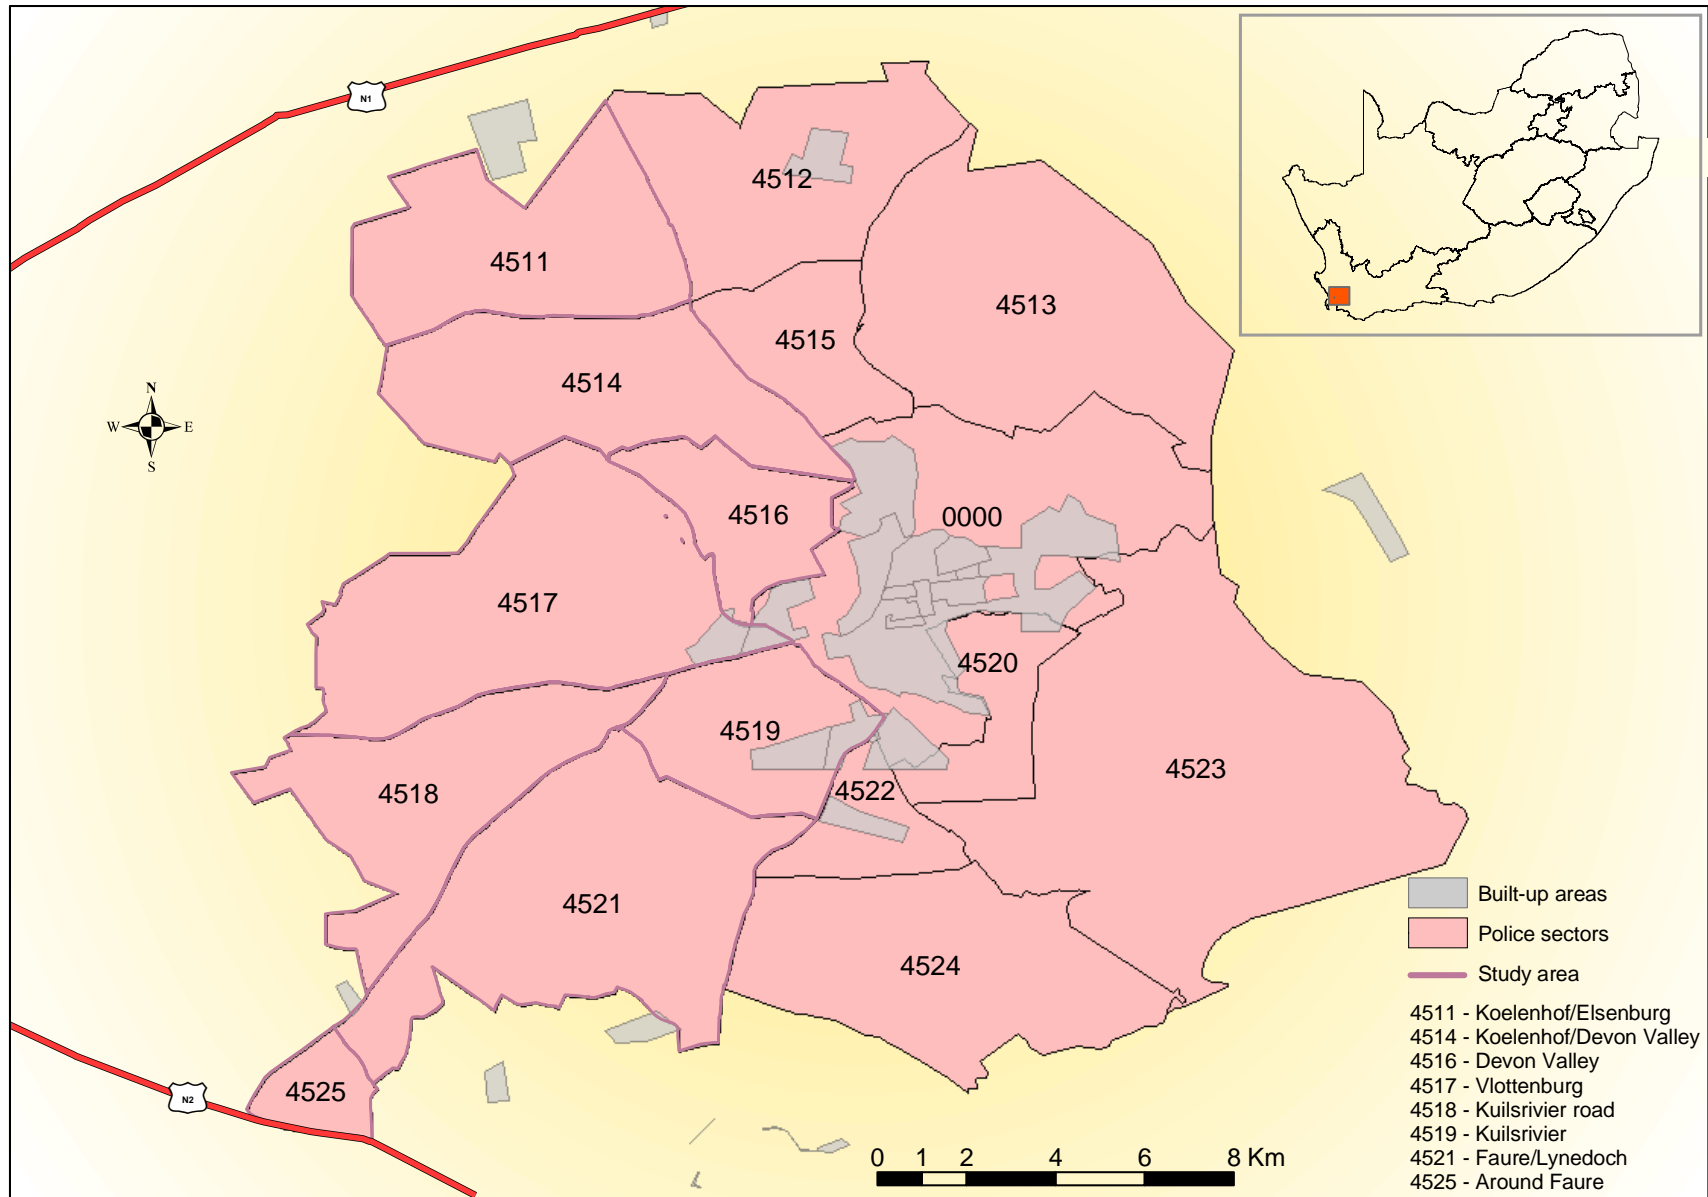 N1
4512
4511
4513
4515
4514
N
W E
S
4516
0000
4517
4520
4519
4523
4518
4522
4521
4524
4525
N2
Built-up areas
Police sectors
Study area
4511 - Koelenhof/Elsenburg
4514 - Koelenhof/Devon Valley
4516 - Devon Valley
4517 - Vlottenburg
4518 - Kuilsrivier road
4519 - Kuilsrivier
4521 - Faure/Lynedoch
4525 - Around Faure
0 1 2 4 6 8 Km